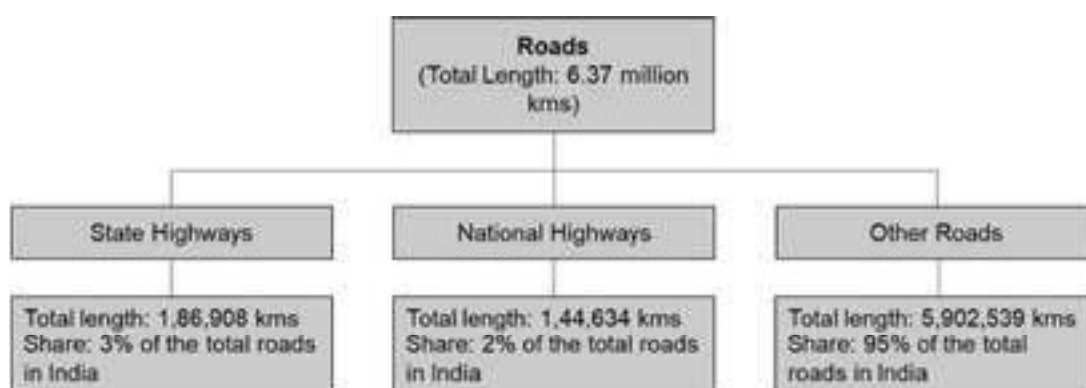 Roads
(Total Length: 6.37 million
kms)
State Highways
National Highways
Other Roads
Total length: 1,86,908 kms
Share: 3% of the total roads
in India
Total length: 1,44,634 kms
Share: 2% of the total roads
in India
Total length: 5,902,539 kms
Share: 95% of the total
roads in India